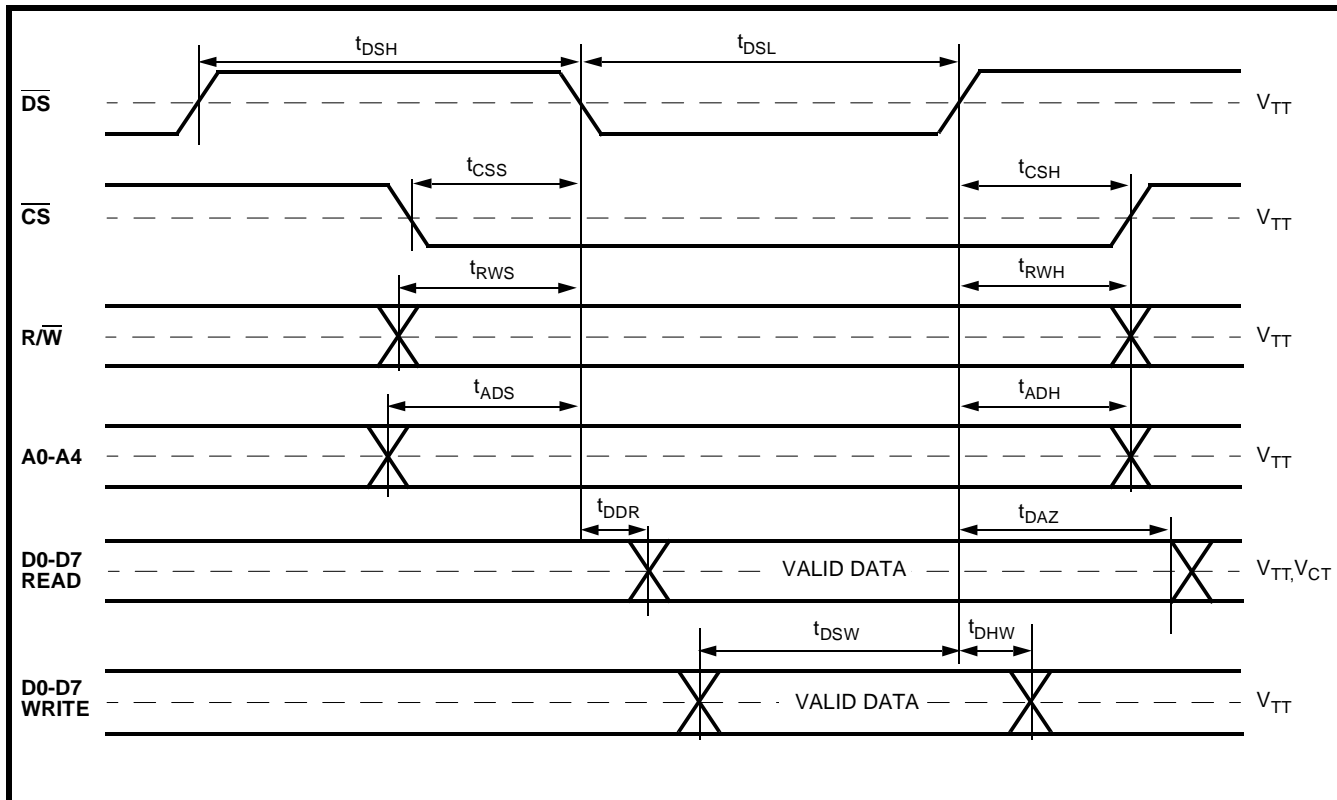 tDSH tDSL
DS VTT
tCSS tCSH
CS VTT
tRWS tRWH
R/W VTT
tADS tADH
A0-A4 VTT
tDDR tDAZ
D0-D7
READ VALID DATA VTT,VCT
tDSW tDHW
D0-D7
WRITE VALID DATA VTT